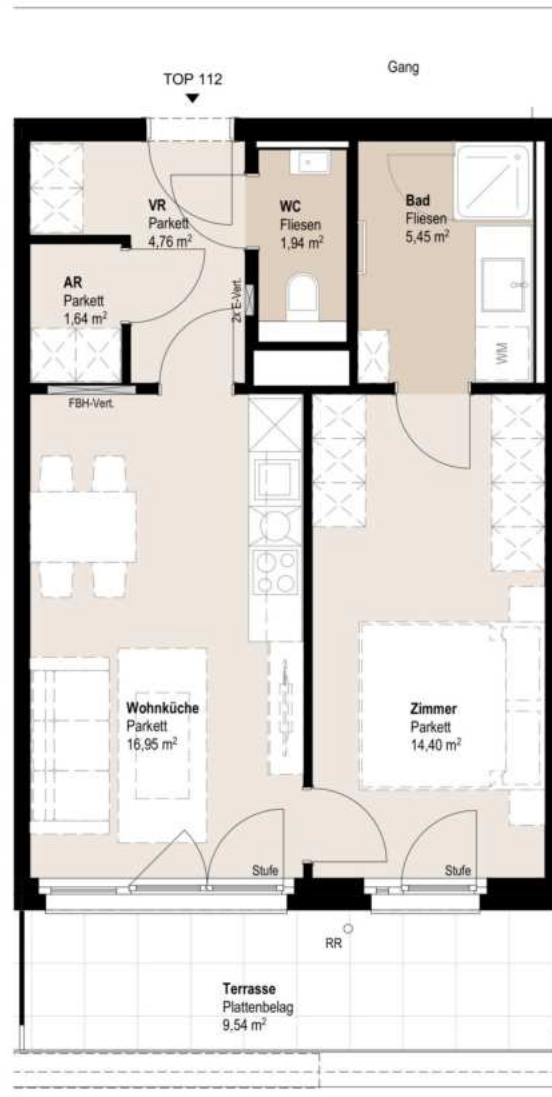 Gang
TOP 112
VR
Parkett
4,76 m²
WC
Fliesen
1,94 m²
Bad
Fliesen
5,45 m²
AR
Parkett
1,64 m²
2x E-Vert.
WM
FBH-Vert.
Wohnküche
Parkett
16,95 m²
Zimmer
Parkett
14,40 m²
Stufe
Stufe
RR
Terrasse
Plattenbelag
9,54 m²